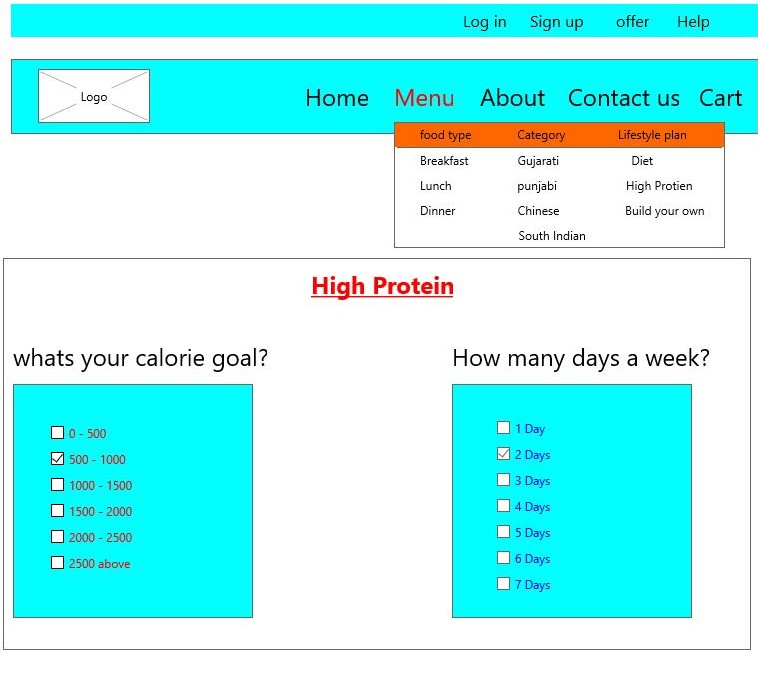 Log in Sign up offer Help
Logo
Home Menu About Contact us Cart
food type Category Lifestyle plan
Breakfast Gujarati Diet
Lunch punjabi High Protien
Dinner Chinese Build your own
South Indian
High Protein
whats your calorie goal?
0 - 500
500 - 1000
1000 - 1500
1500 - 2000
2000 - 2500
2500 above
How many days a week?
1 Day
2 Days
3 Days
4 Days
5 Days
6 Days
7 Days